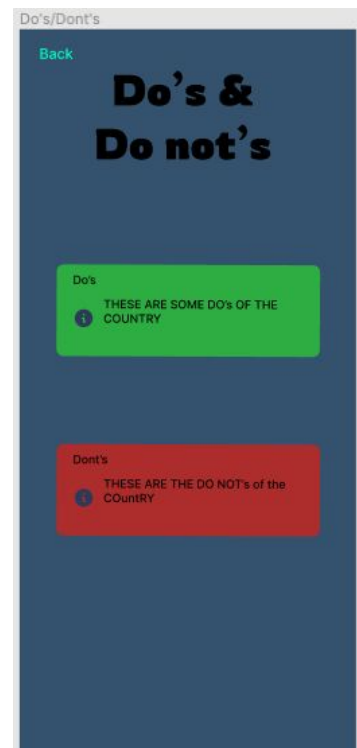 Do's/Dont's
Back
Do’s &
Do not’s
Do's
THESE ARE SOME DO's OF THE
COUNTRY
Dont's
THESE ARE THE DO NOT's of the
COuntRY